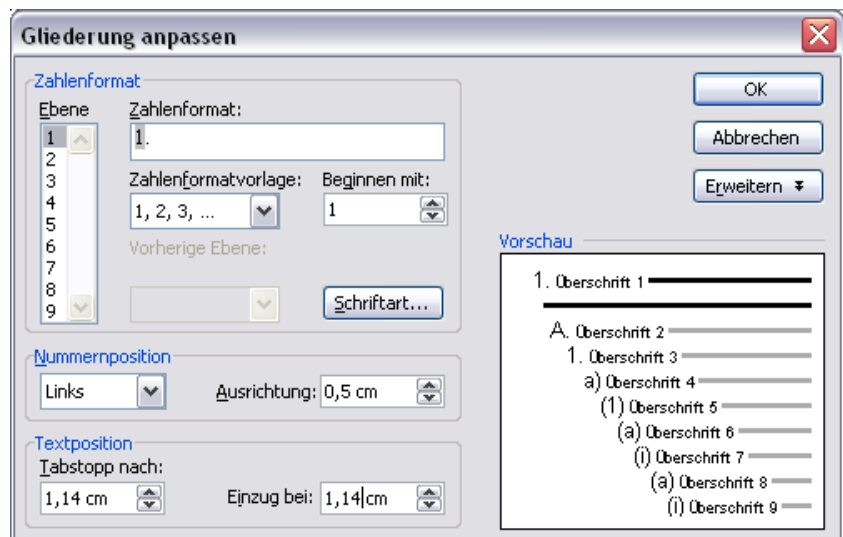 Gliederung anpassen
Zahlenformat
Ebene
1
2
3
4
5
6
7
8
9
Zahlenformat:
1.
Zahlenformatvorlage:
1, 2, 3, ...
Beginnen mit:
1
Vorherige Ebene:
Schriftart...
Nummernposition
Links
Ausrichtung: 0,5 cm
Textposition
Tabstopp nach:
1,14 cm
Einzug bei: 1,14 cm
OK
Abbrechen
Erweitern
Vorschau
1. Überschrift 1
A. Überschrift 2
1. Überschrift 3
a) Überschrift 4
(1) Überschrift 5
(a) Überschrift 6
(i) Überschrift 7
(a) Überschrift 8
(i) Überschrift 9